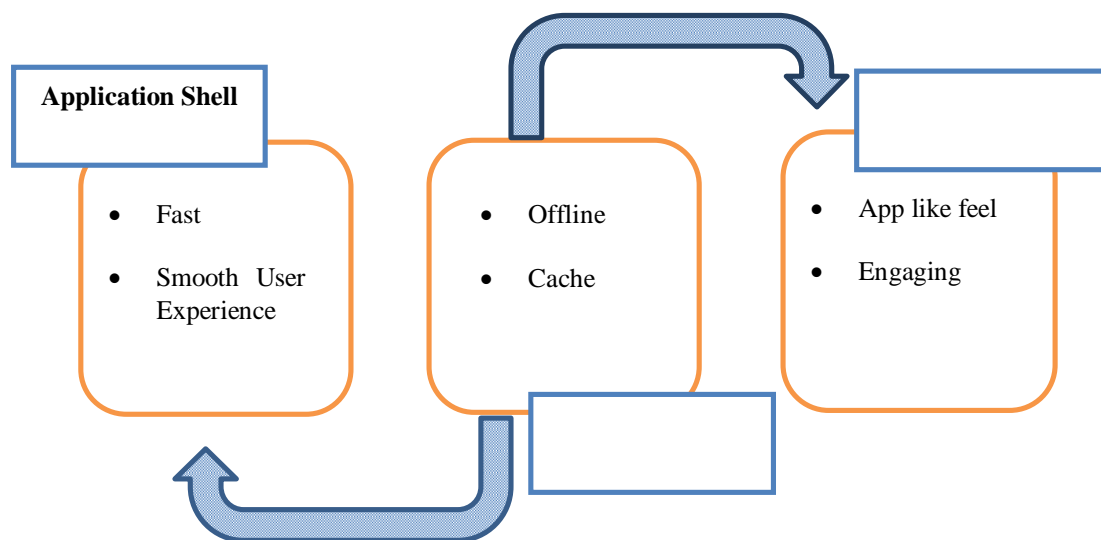 Application Shell
• Fast
• Smooth User
Experience
• Offline
• Cache
• App like feel
• Engaging